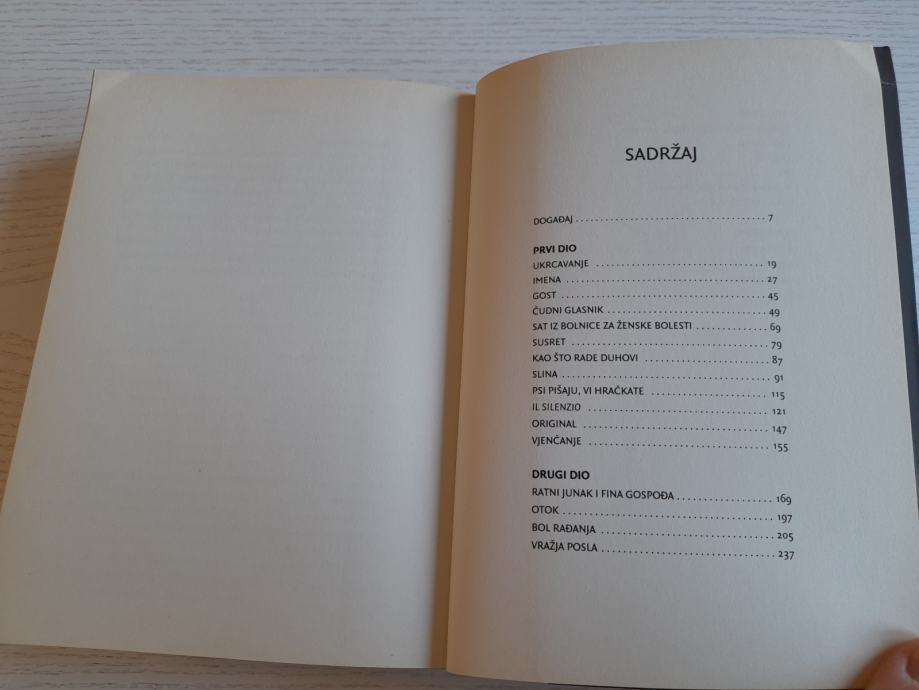 SADRŽAJ
DOGAĐAJ . . . . . . . . . . . . . . . . . . . . . . . . . . . . . . . . . . . . . . . 7
PRVI DIO
UKRCAVANJE . . . . . . . . . . . . . . . . . . . . . . . . . . . . . . . . . . 19
IMENA . . . . . . . . . . . . . . . . . . . . . . . . . . . . . . . . . . . . . . . . 27
GOST . . . . . . . . . . . . . . . . . . . . . . . . . . . . . . . . . . . . . . . . . 45
ČUDNI GLASNIK . . . . . . . . . . . . . . . . . . . . . . . . . . . . . . . . 49
SAT IZ BOLNICE ZA ŽENSKE BOLESTI . . . . . . . . . . . . . . 69
SUSRET . . . . . . . . . . . . . . . . . . . . . . . . . . . . . . . . . . . . . . . 79
KAO ŠTO RADE DUHOVI . . . . . . . . . . . . . . . . . . . . . . . . . 87
SLINA . . . . . . . . . . . . . . . . . . . . . . . . . . . . . . . . . . . . . . . . . 91
PSI PIŠAJU, VI HRAČKATE . . . . . . . . . . . . . . . . . . . . . . . 115
IL SILENZIO . . . . . . . . . . . . . . . . . . . . . . . . . . . . . . . . . . . 121
ORIGINAL . . . . . . . . . . . . . . . . . . . . . . . . . . . . . . . . . . . . 147
VJENČANJE . . . . . . . . . . . . . . . . . . . . . . . . . . . . . . . . . . . 155
DRUGI DIO
RATNI JUNAK I FINA GOSPOĐA . . . . . . . . . . . . . . . . . . 169
OTOK . . . . . . . . . . . . . . . . . . . . . . . . . . . . . . . . . . . . . . . . 197
BOL RAĐANJA . . . . . . . . . . . . . . . . . . . . . . . . . . . . . . . . . 205
VRAŽJA POSLA . . . . . . . . . . . . . . . . . . . . . . . . . . . . . . . . 237